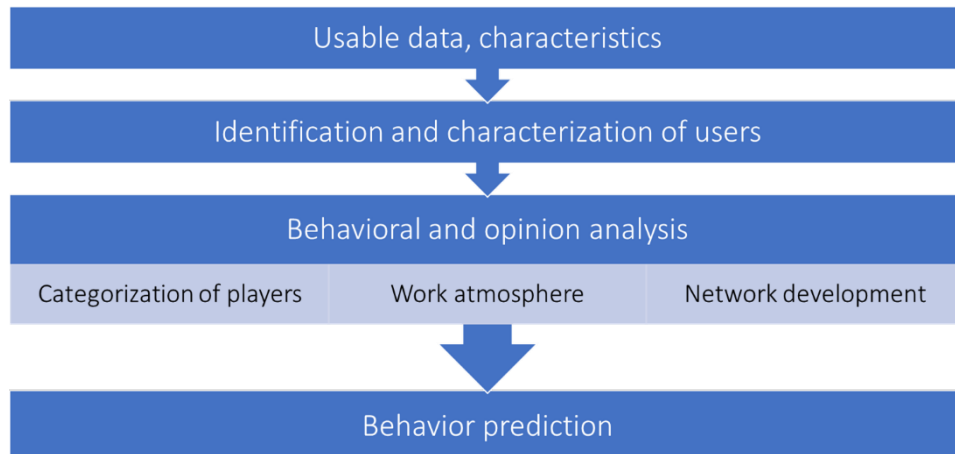 Usable data, characteristics
Identification and characterization of users
Behavioral and opinion analysis
Categorization of players
Work atmosphere
Network development
Behavior prediction